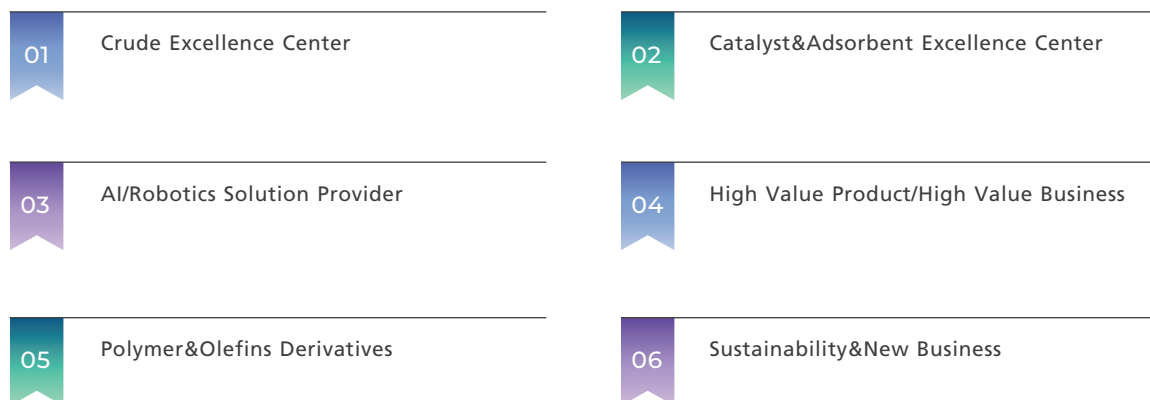 01
Crude Excellence Center
02
Catalyst&Adsorbent Excellence Center
03
AI/Robotics Solution Provider
04
High Value Product/High Value Business
05
Polymer&Olefins Derivatives
06
Sustainability&New Business